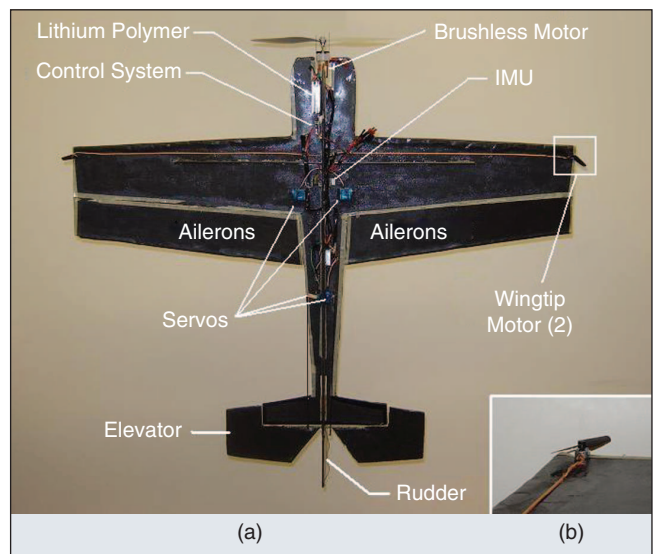 Lithium Polymer
Brushless Motor
Control System
IMU
Ailerons
Ailerons
Servos
Wingtip
Motor (2)
Elevator
Rudder
(a)
(b)